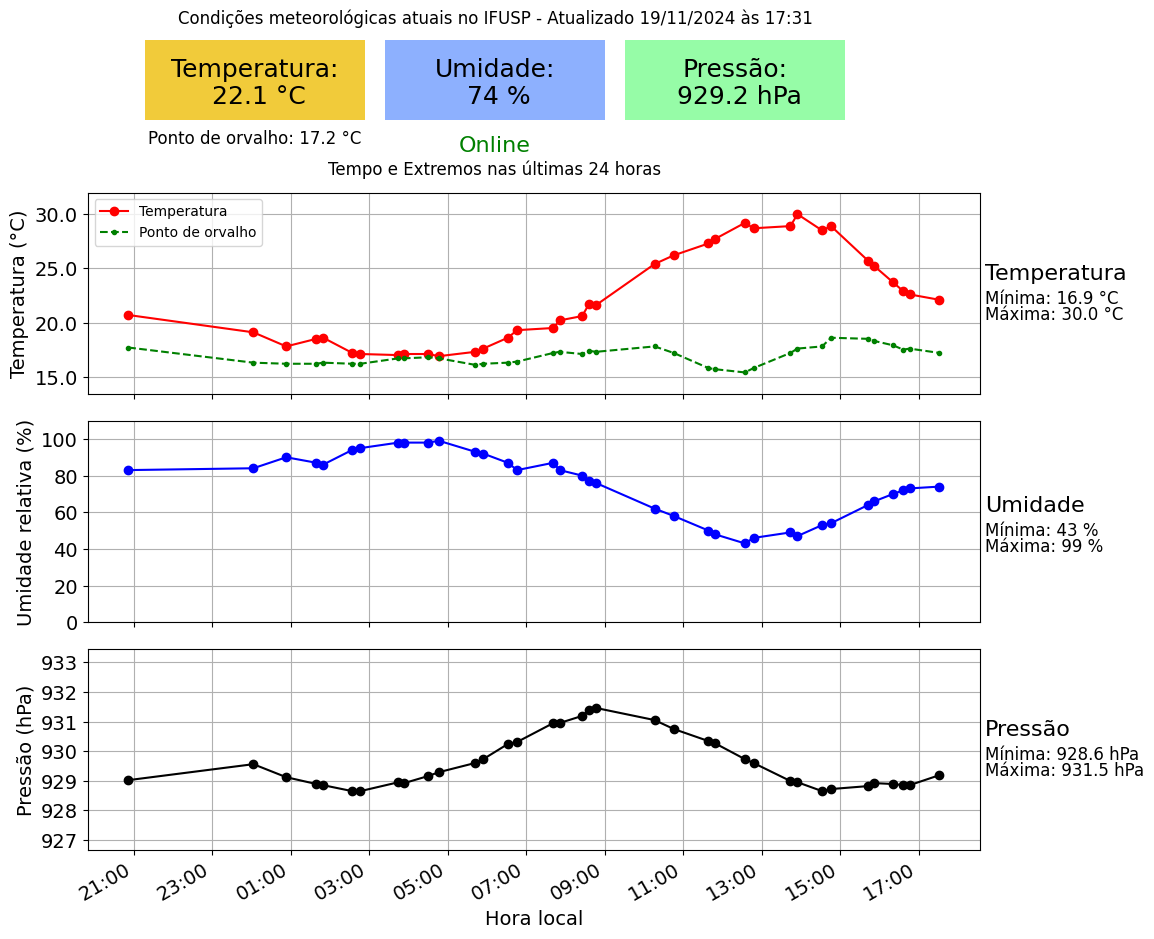 Condições meteorológicas atuais no IFUSP - Atualizado 19/11/2024 às 17:31
Temperatura:
22.1 °C
Umidade:
74 %
Pressão:
929.2 hPa
Ponto de orvalho: 17.2 °C
Online
Tempo e Extremos nas últimas 24 horas
Temperatura (°C)
30.0
25.0
20.0
15.0
Temperatura
Ponto de orvalho
Temperatura
Mínima: 16.9 °C
Máxima: 30.0 °C
Umidade relativa (%)
100
80
60
40
20
0
Umidade
Mínima: 43 %
Máxima: 99 %
Pressão (hPa)
933
932
931
930
929
928
927
Pressão
Mínima: 928.6 hPa
Máxima: 931.5 hPa
21:00 23:00 01:00 03:00 05:00 07:00 09:00 11:00 13:00 15:00 17:00
Hora local